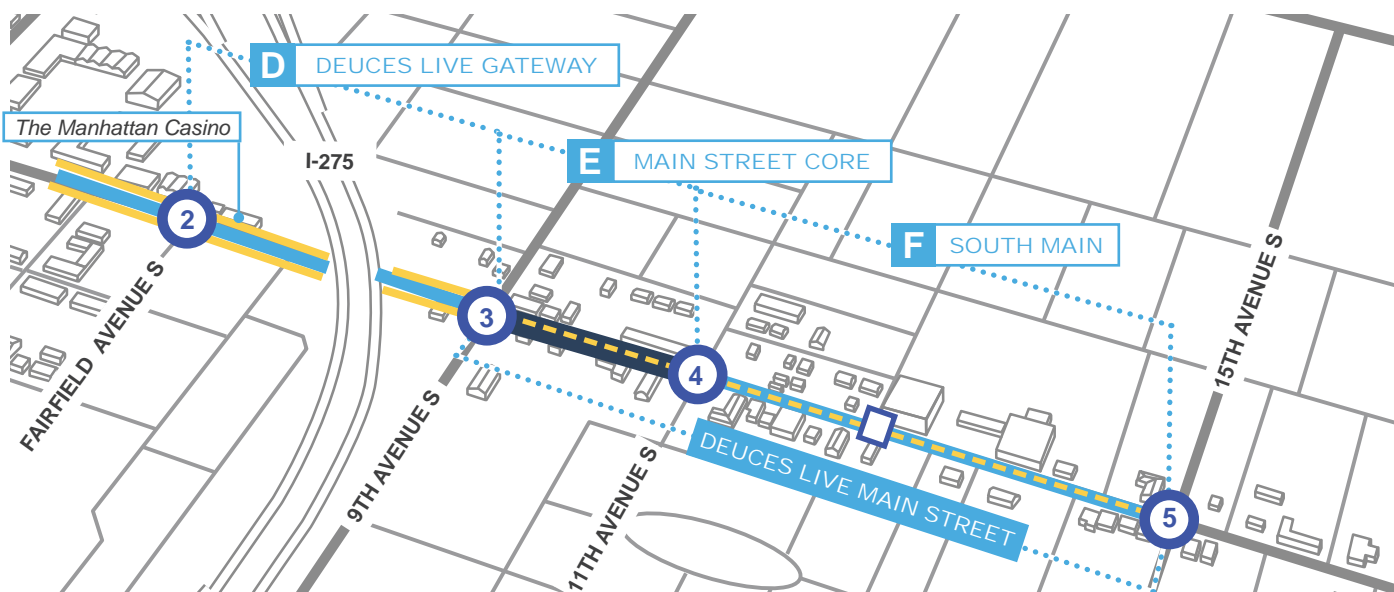 D DEUCES LIVE GATEWAY
The Manhattan Casino
I-275
E MAIN STREET CORE
2
F SOUTH MAIN
15TH AVENUE S
3
FAIRFIELD AVENUE S
4
9TH AVENUE S
DEUCES LIVE MAIN STREET
11TH AVENUE S
5